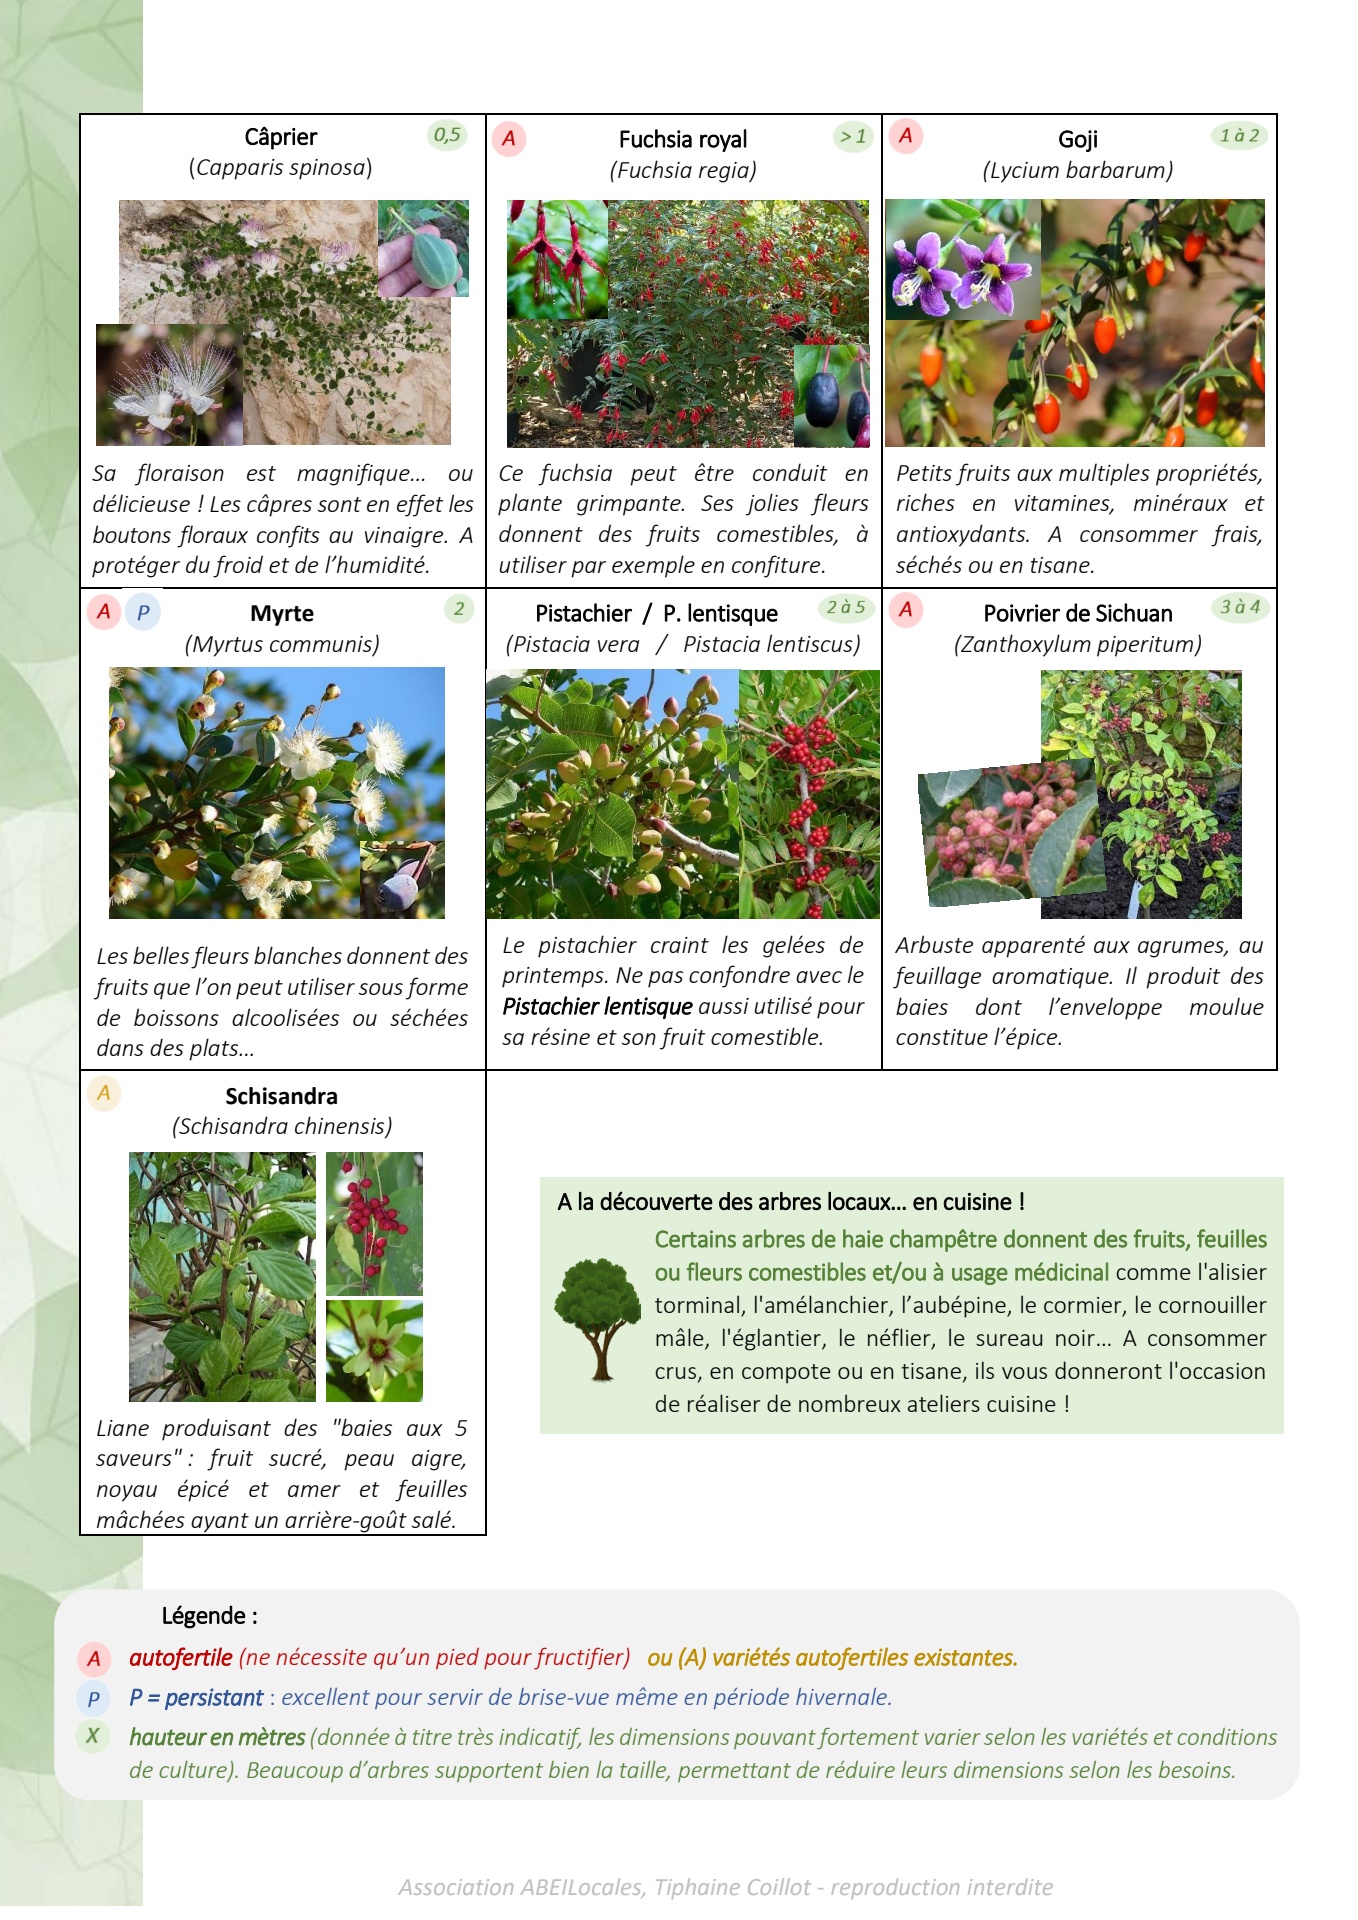 Câprier
0,5
(Capparis spinosa)
Sa floraison est magnifique... ou
délicieuse ! Les câpres sont en effet les
boutons floraux confits au vinaigre. A
protéger du froid et de l'humidité.
A
Fuchsia royal
> 1
(Fuchsia regia)
Ce fuchsia peut être conduit en
plante grimpante. Ses jolies fleurs
donnent des fruits comestibles, à
utiliser par exemple en confiture.
A
Goji
1 à 2
(Lycium barbarum)
Petits fruits aux multiples propriétés,
riches en vitamines, minéraux et
antioxydants. A consommer frais,
séchés ou en tisane.
A P
Myrte
2
(Myrtus communis)
Les belles fleurs blanches donnent des
fruits que l'on peut utiliser sous forme
de boissons alcoolisées ou séchées
dans des plats...
Pistachier / P. lentisque
2 à 5
(Pistacia vera / Pistacia lentiscus)
Le pistachier craint les gelées de
printemps. Ne pas confondre avec le
Pistachier lentisque aussi utilisé pour
sa résine et son fruit comestible.
A
Poivrier de Sichuan
3 à 4
(Zanthoxylum piperitum)
Arbuste apparenté aux agrumes, au
feuillage aromatique. Il produit des
baies dont l'enveloppe moulue
constitue l'épice.
A
Schisandra
(Schisandra chinensis)
Liane produisant des "baies aux 5
saveurs" : fruit sucré, peau aigre,
noyau épicé et amer et feuilles
mâchées ayant un arrière-goût salé.
A la découverte des arbres locaux... en cuisine !
Certains arbres de haie champêtre donnent des fruits, feuilles
ou fleurs comestibles et/ou à usage médicinal comme l'alisier
torminal, l'amélanchier, l'aubépine, le cormier, le cornouiller
mâle, l'églantier, le néflier, le sureau noir... A consommer
crus, en compote ou en tisane, ils vous donneront l'occasion
de réaliser de nombreux ateliers cuisine !
Légende :
A autofertile (ne nécessite qu'un pied pour fructifier) ou (A) variétés autofertiles existantes.
P P = persistant : excellent pour servir de brise-vue même en période hivernale.
X hauteur en mètres (donnée à titre très indicatif, les dimensions pouvant fortement varier selon les variétés et conditions
de culture). Beaucoup d'arbres supportent bien la taille, permettant de réduire leurs dimensions selon les besoins.
Association ABEILocales, Tiphaine Coillot - reproduction interdite